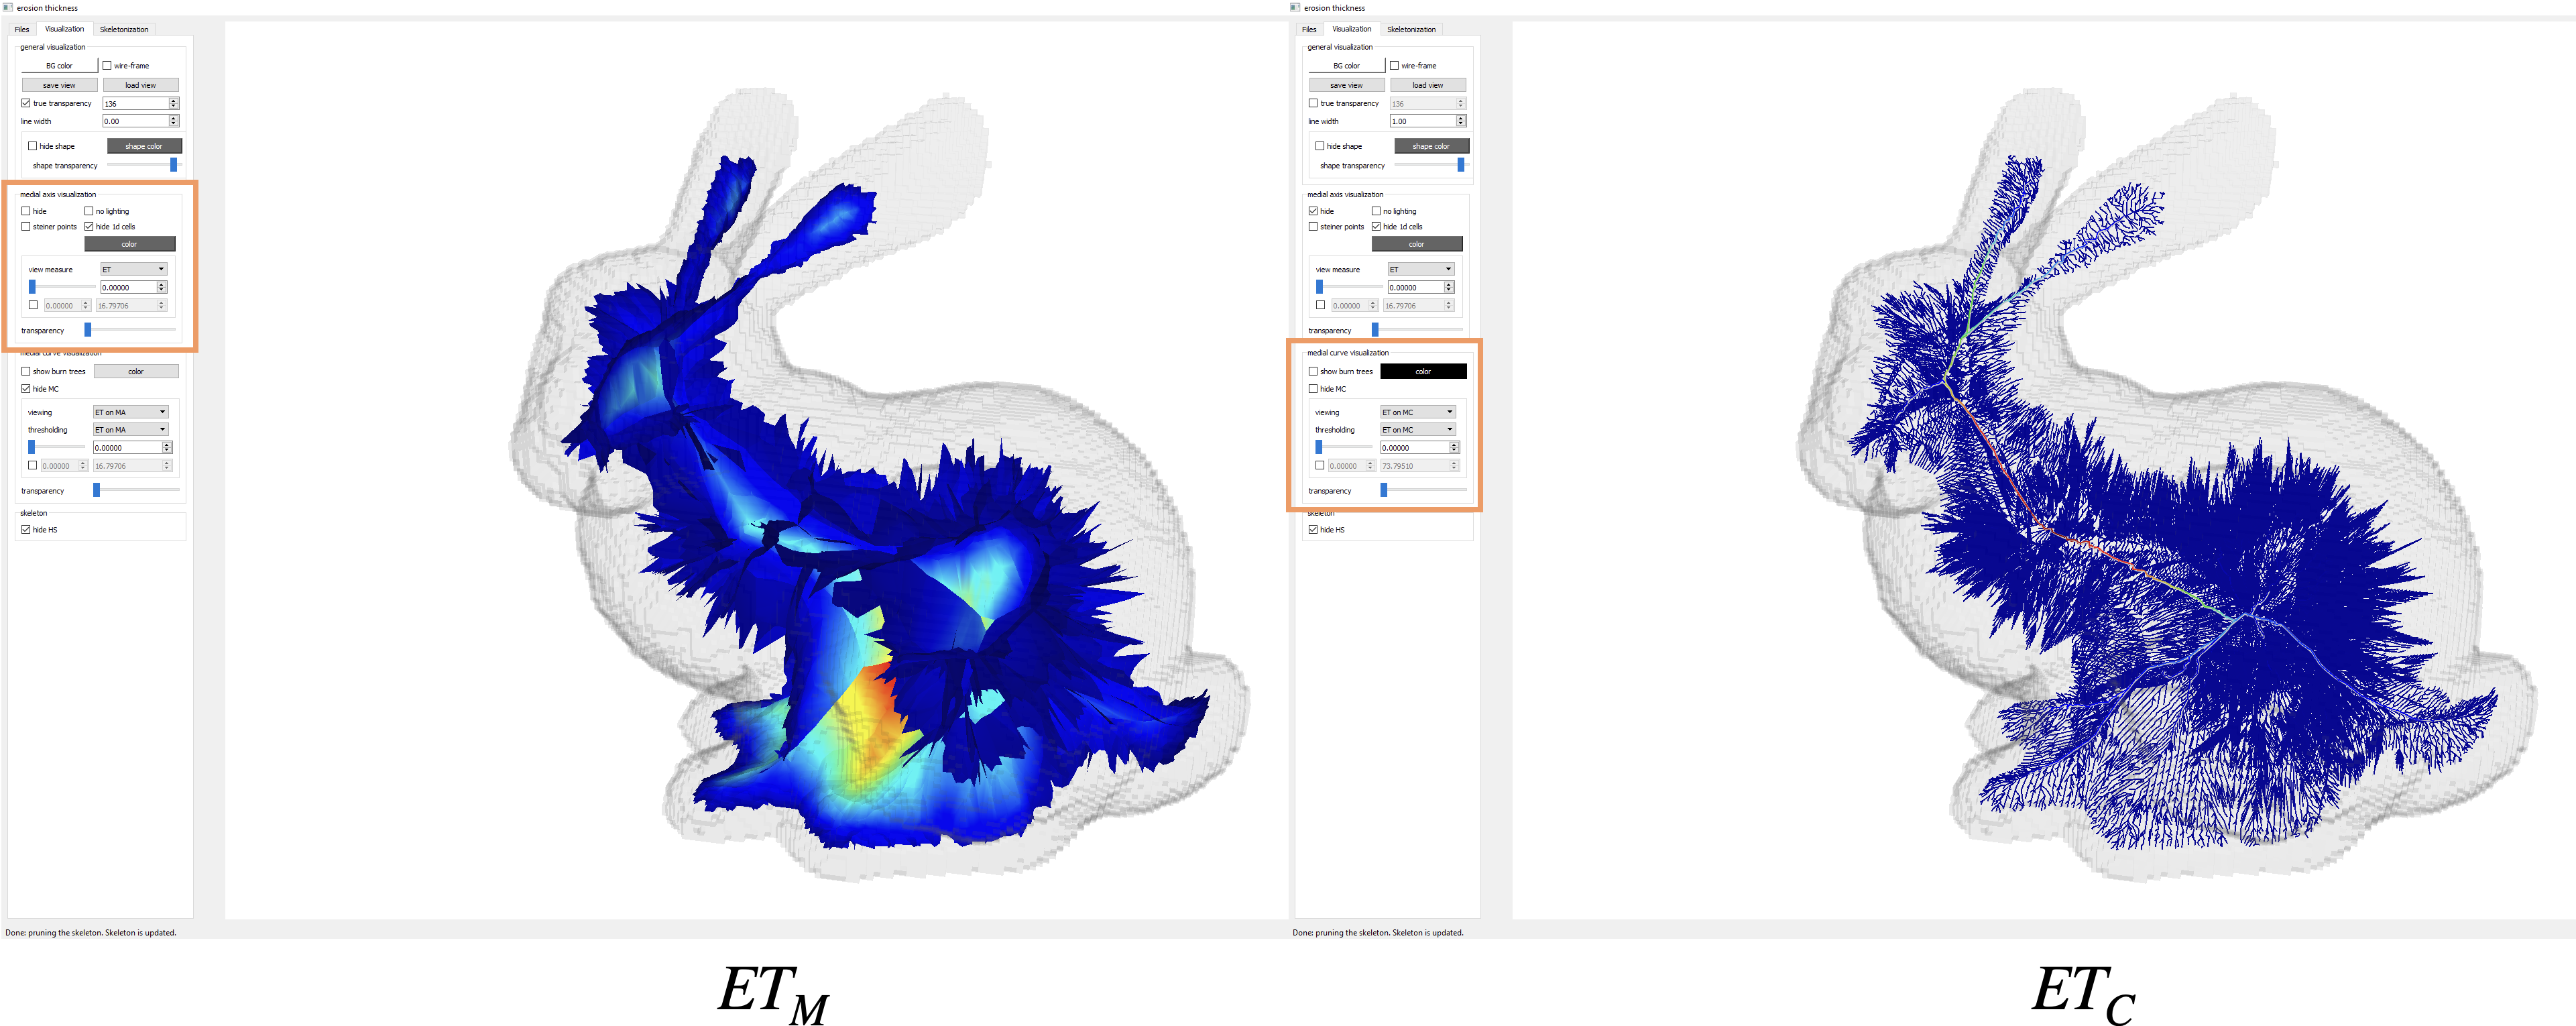 erosion thickness
Files Visualization Skeletonization
general visualization
BG color wire-frame
save view load view
true transparency 136
line width 0.00
hide shape shape color
shape transparency
medial axis visualization
hide no lighting
steiner points hide 1d cells
color
view measure ET
0.00000
0.00000 16.79706
transparency
medial curve visualization
show burn trees color
hide MC
viewing ET on MA
thresholding ET on MA
0.00000
0.00000 16.79706
transparency
skeleton
hide HS
Done: pruning the skeleton. Skeleton is updated.
ET_M
erosion thickness
Files Visualization Skeletonization
general visualization
BG color wire-frame
save view load view
true transparency 136
line width 1.00
hide shape shape color
shape transparency
medial axis visualization
hide no lighting
steiner points hide 1d cells
color
view measure ET
0.00000
0.00000 16.79706
transparency
medial curve visualization
show burn trees color
hide MC
viewing ET on MC
thresholding ET on MC
0.00000
0.00000 73.79510
transparency
skeleton
hide HS
Done: pruning the skeleton. Skeleton is updated.
ET_C